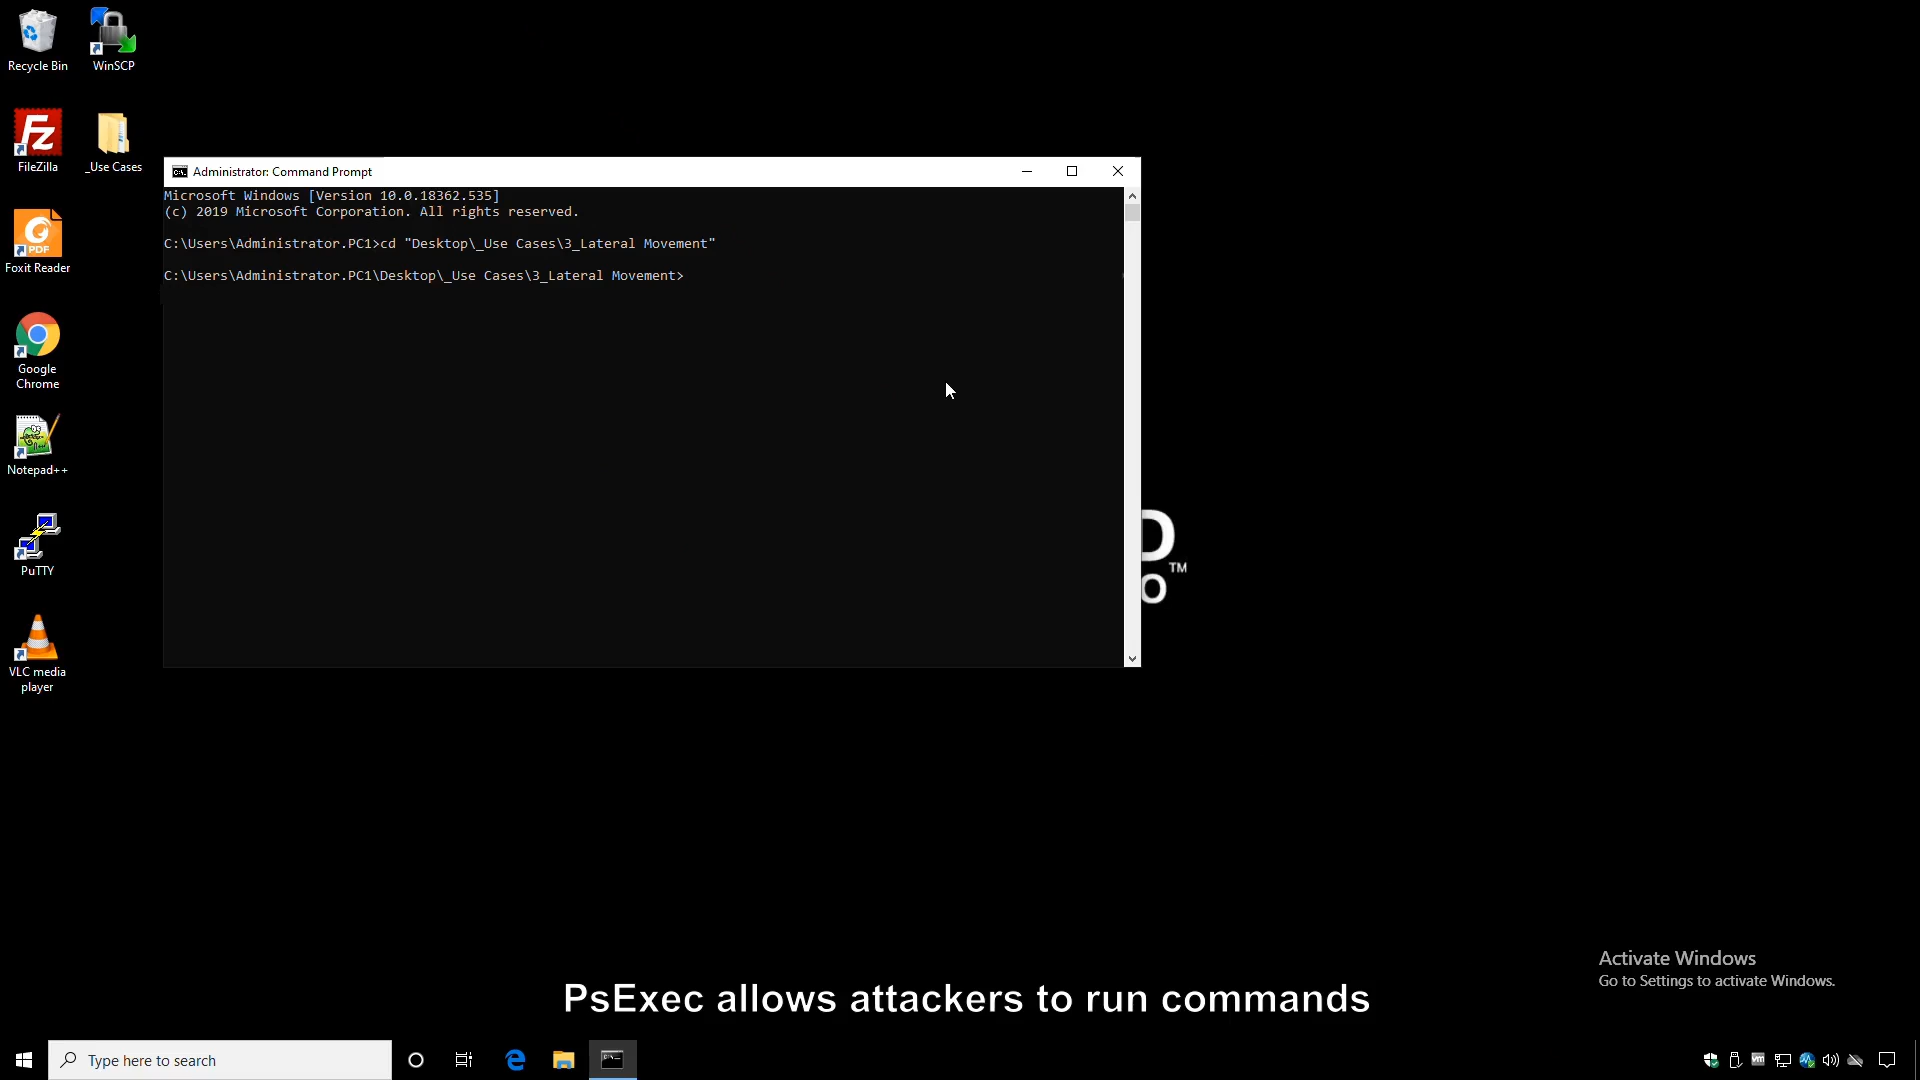 Recycle Bin
WinSCP
FileZilla
_Use Cases
Foxit Reader
Google
Chrome
Notepad++
PuTTY
VLC media
player
Administrator: Command Prompt
Microsoft Windows [Version 10.0.18362.535]
(c) 2019 Microsoft Corporation. All rights reserved.
C:\Users\Administrator.PC1>cd "Desktop\_Use Cases\3_Lateral Movement"
C:\Users\Administrator.PC1\Desktop\_Use Cases\3_Lateral Movement>
D
TM
O
Activate Windows
Go to Settings to activate Windows.
PsExec allows attackers to run commands
Type here to search